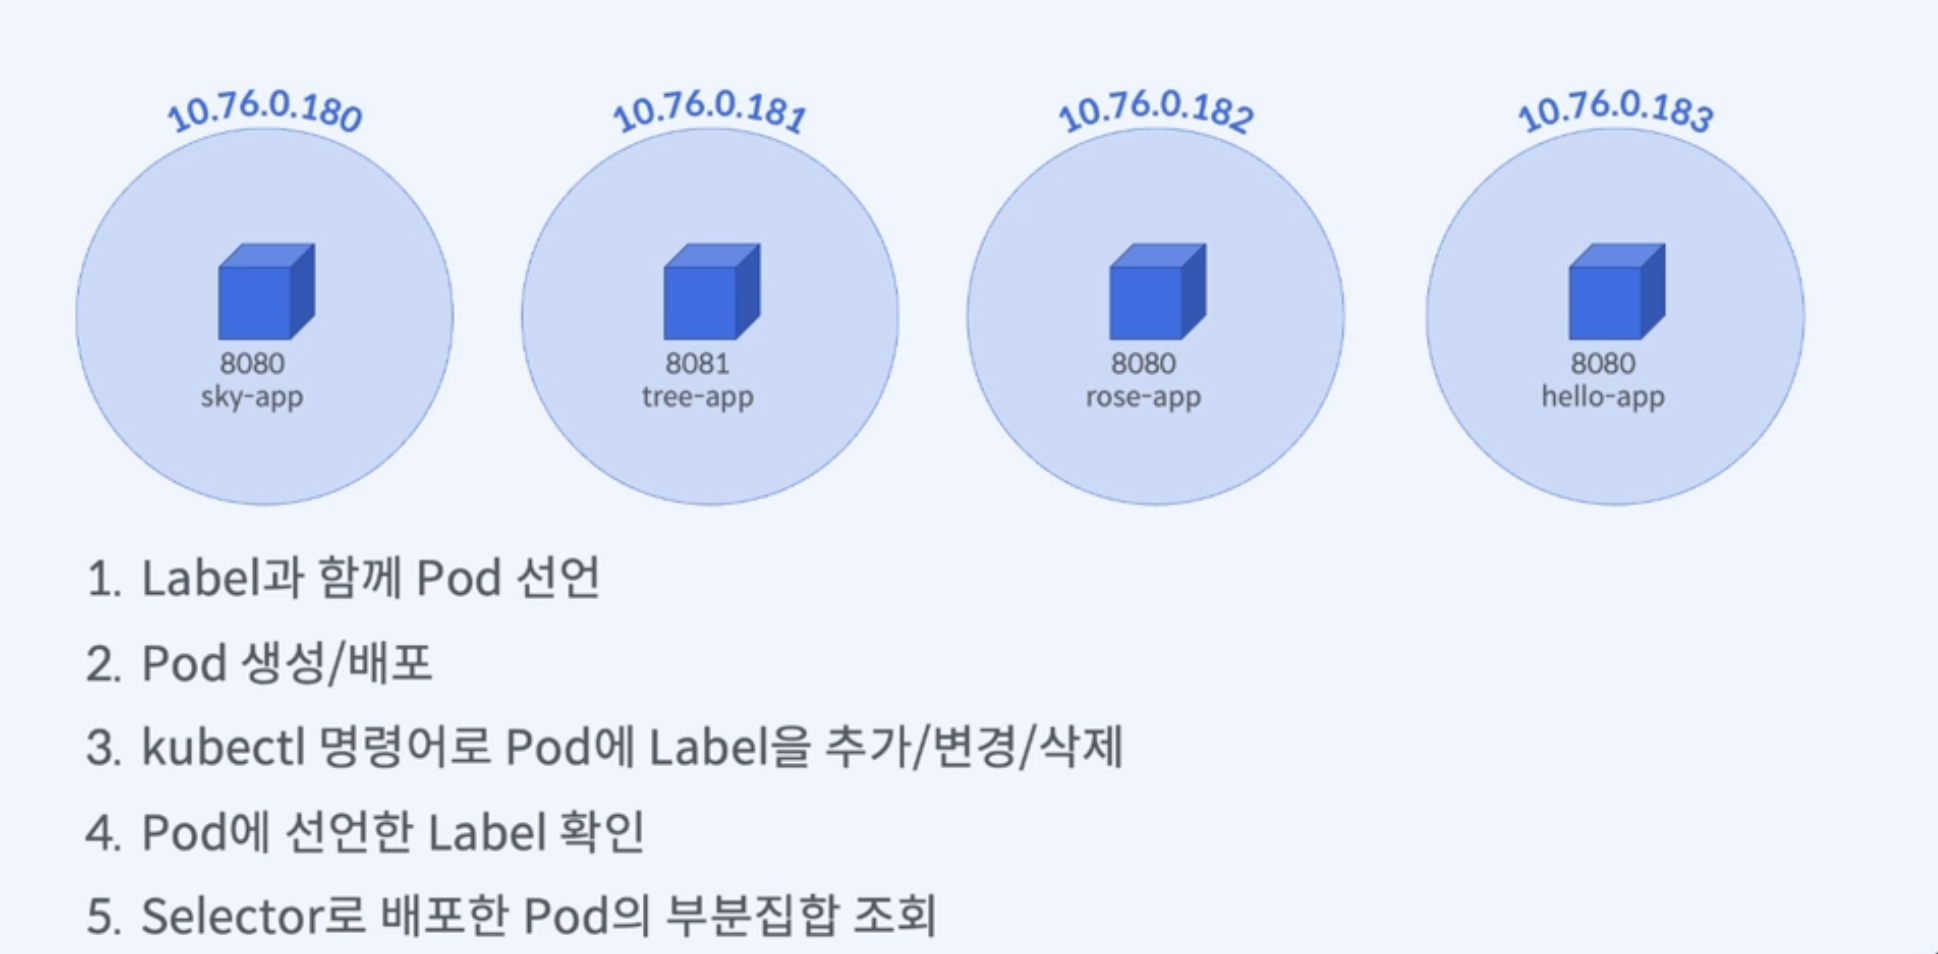 10.76.0.180
10.76.0.181
10.76.0.182
10.76.0.183
8080
sky-app
8081
tree-app
8080
rose-app
8080
hello-app
1. Label과 함께 Pod 선언
2. Pod 생성/배포
3. kubectl 명령어로 Pod에 Label을 추가/변경/삭제
4. Pod에 선언한 Label 확인
5. Selector로 배포한 Pod의 부분집합 조회